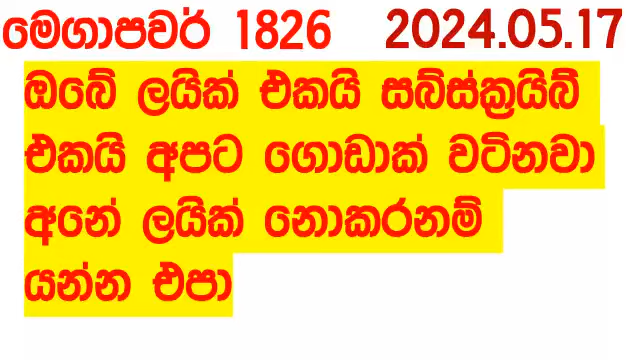 මෙගාපවර් 1826 2024.05.17
ඔබේ ලයික් එකයි සබ්ස්ක්‍රයිබ්
එකයි අපට ගොඩාක් වටිනවා
අනේ ලයික් නොකරනම්
යන්න එපා